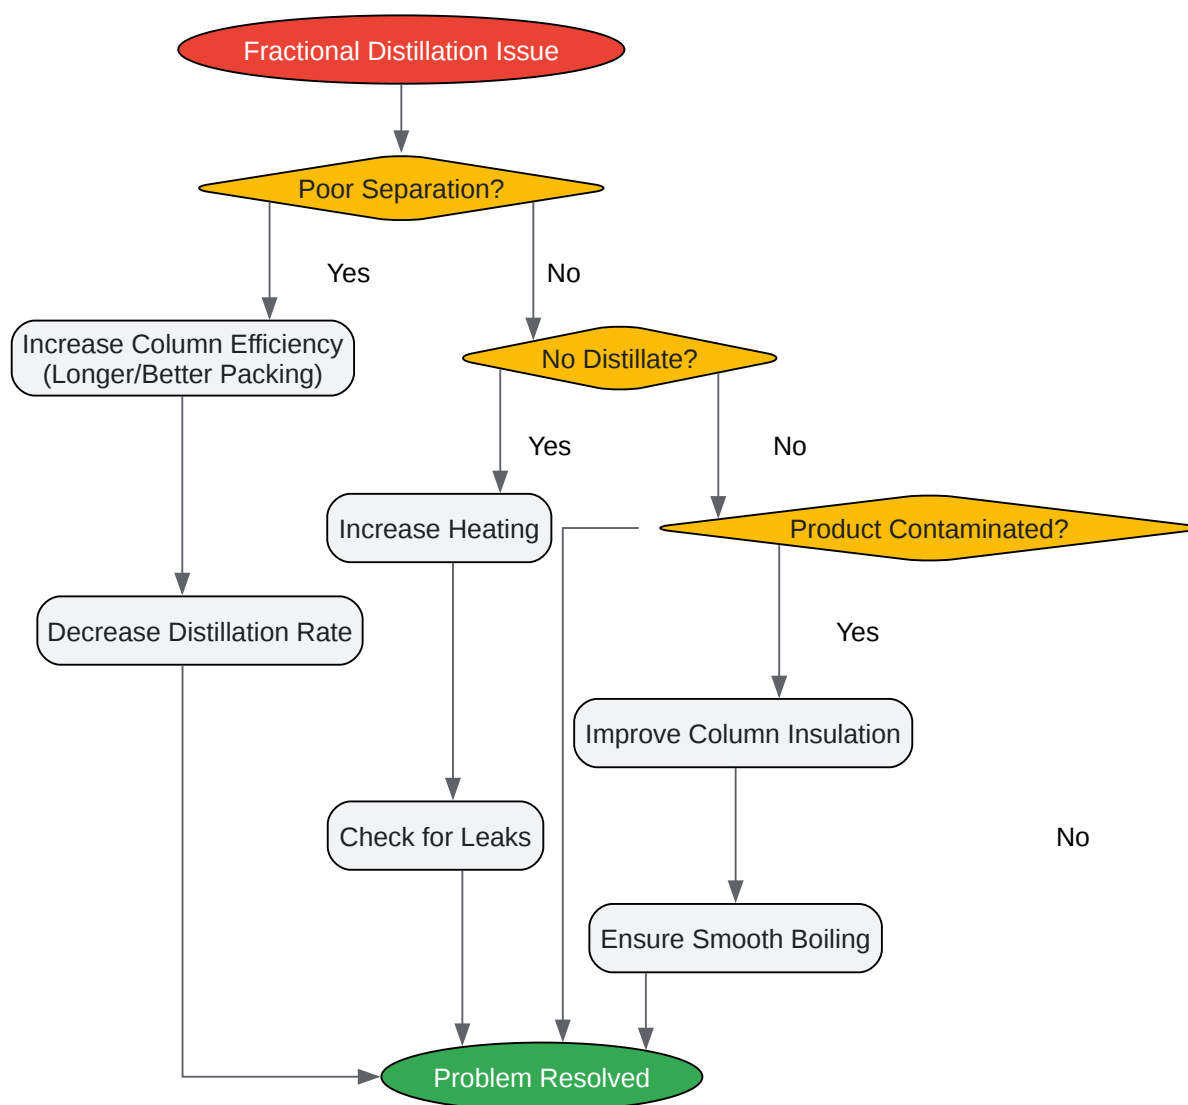 Fractional Distillation Issue
Poor Separation?
Yes
No
Increase Column Efficiency
(Longer/Better Packing)
No Distillate?
Yes
No
Increase Heating
Product Contaminated?
Decrease Distillation Rate
Yes
Improve Column Insulation
Check for Leaks
No
Ensure Smooth Boiling
Problem Resolved